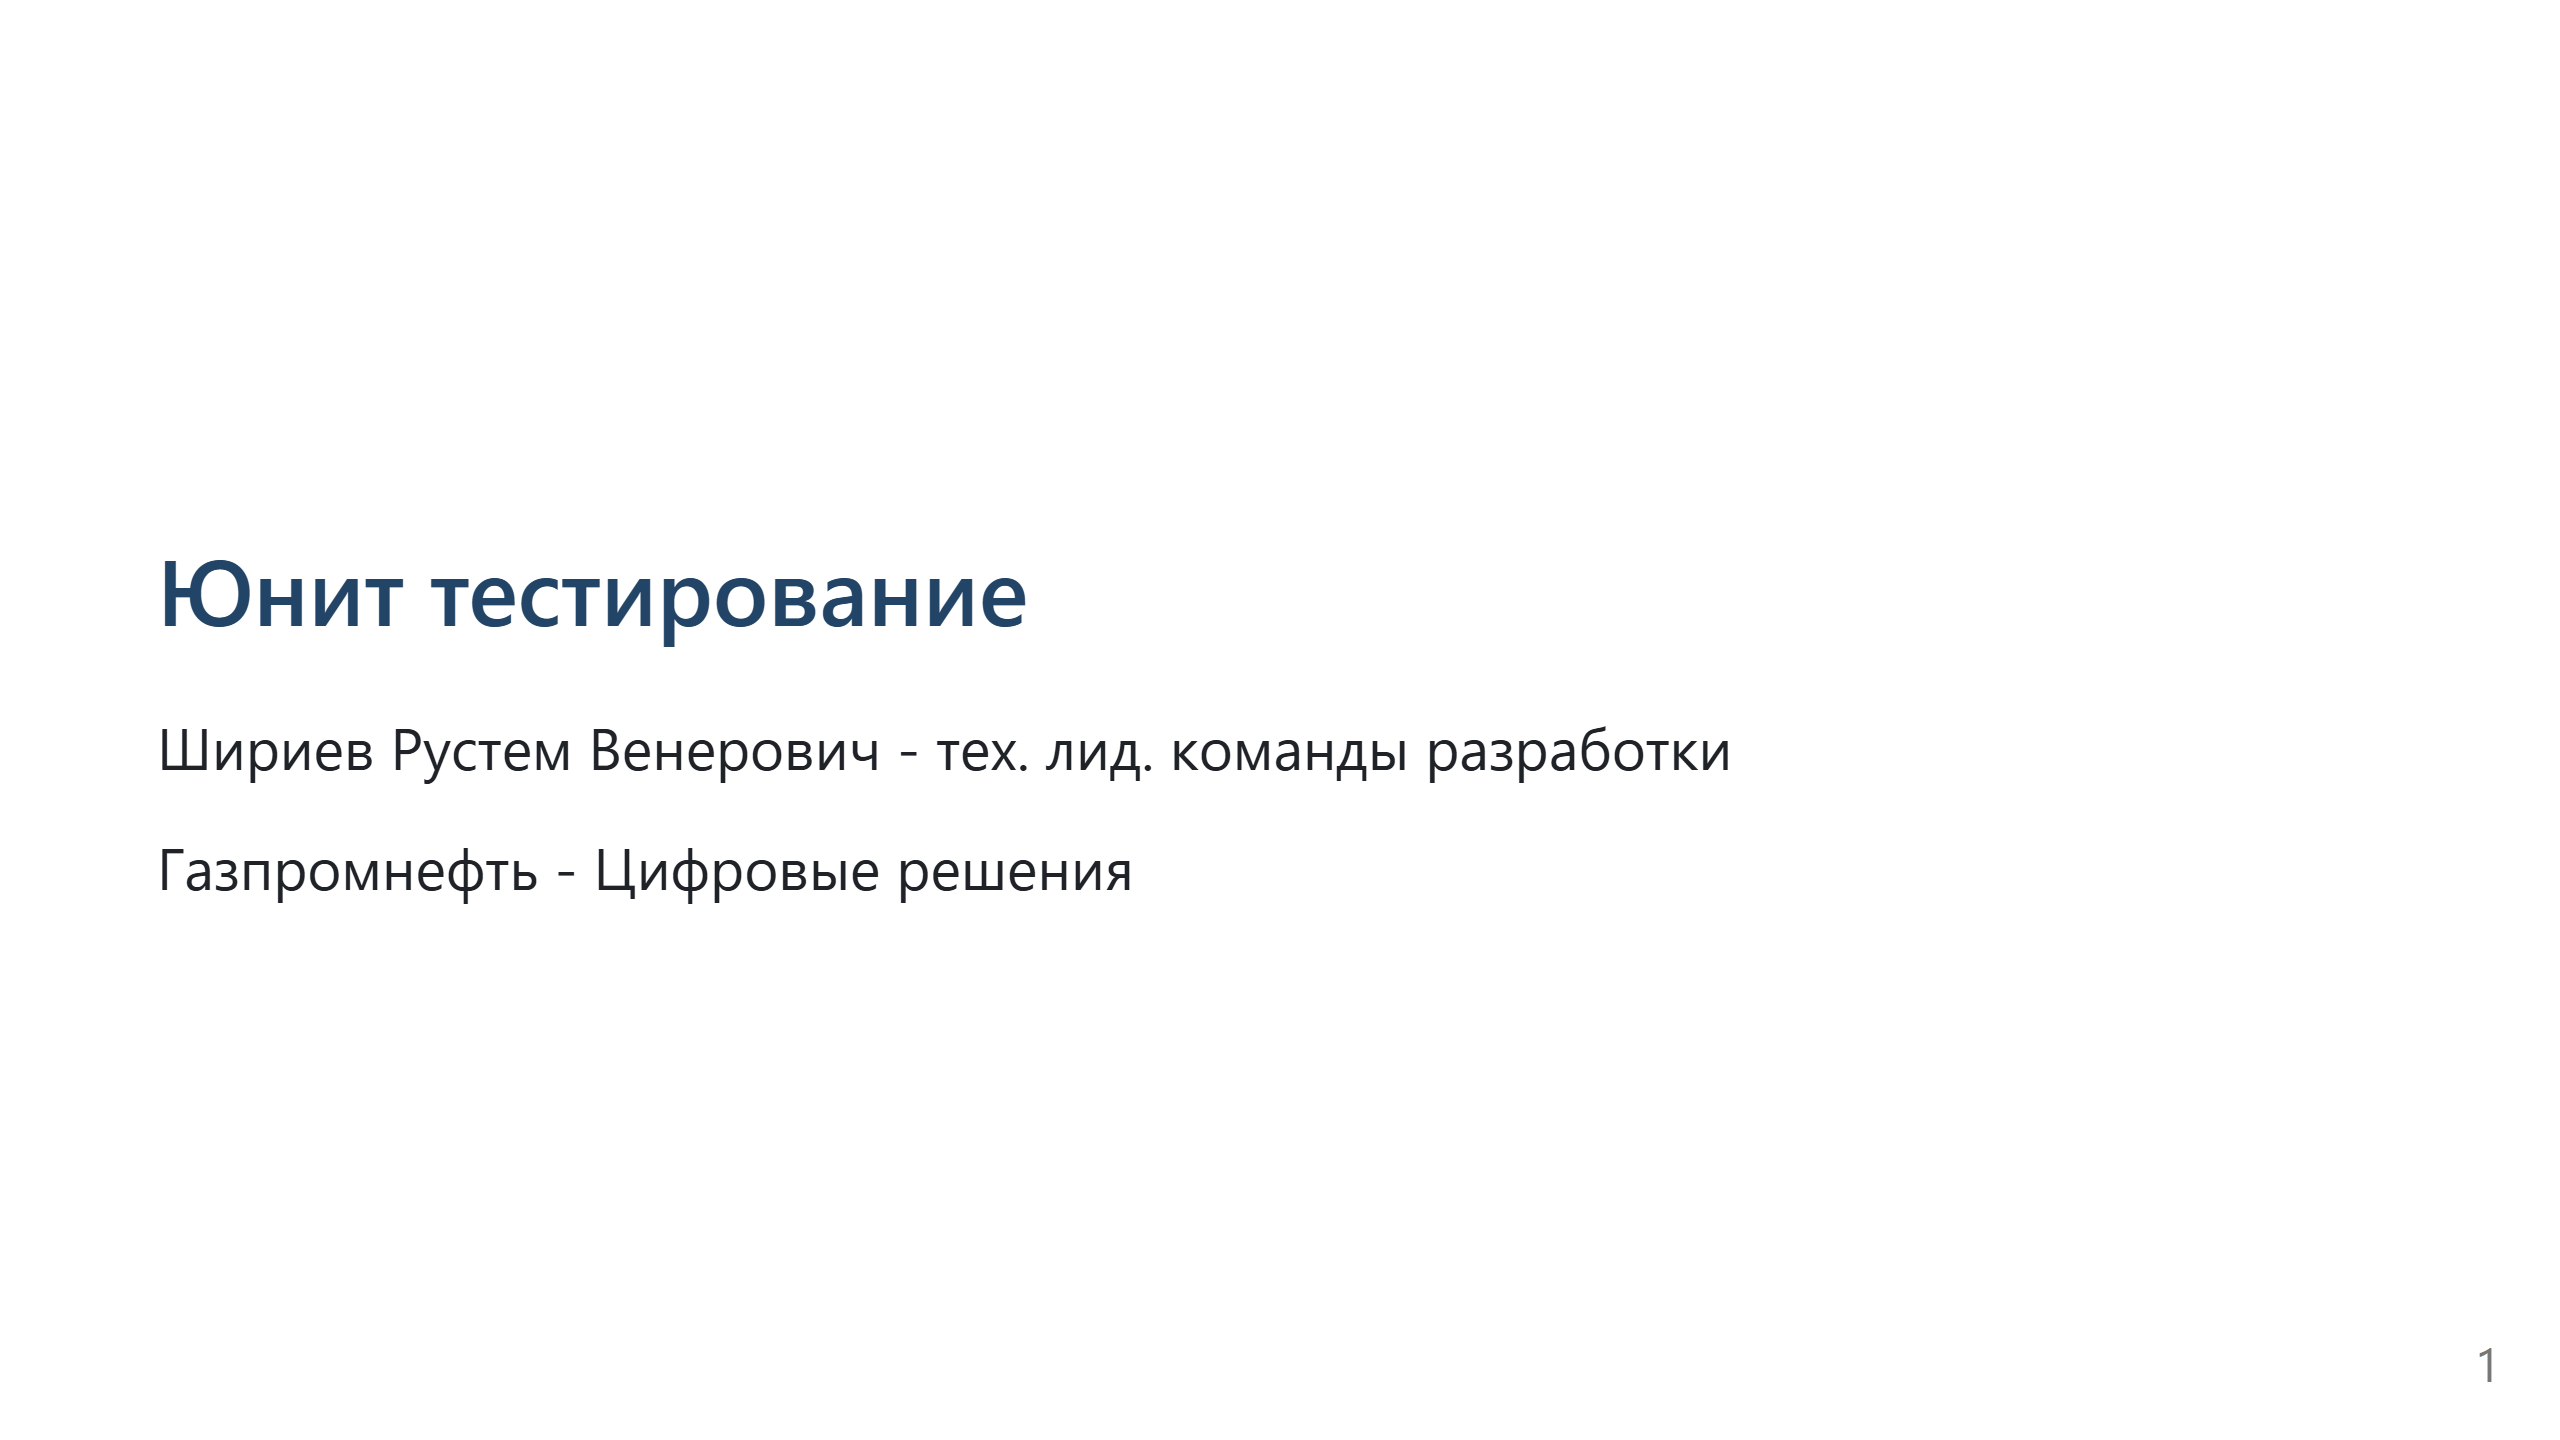 Юнит тестирование
Шириев Рустем Венерович - тех. лид. команды разработки
Газпромнефть - Цифровые решения
1